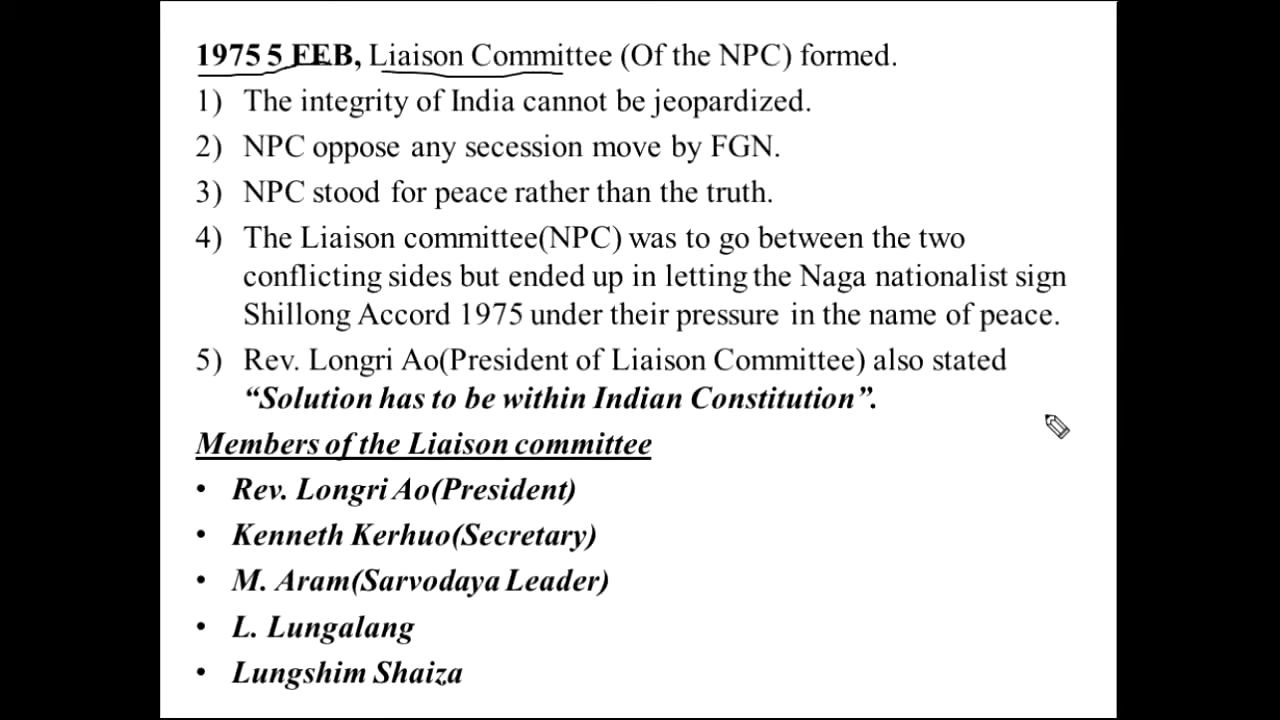 1975 5 FEB, Liaison Committee (Of the NPC) formed.
1) The integrity of India cannot be jeopardized.
2) NPC oppose any secession move by FGN.
3) NPC stood for peace rather than the truth.
4) The Liaison committee(NPC) was to go between the two
conflicting sides but ended up in letting the Naga nationalist sign
Shillong Accord 1975 under their pressure in the name of peace.
5) Rev. Longri Ao(President of Liaison Committee) also stated
“Solution has to be within Indian Constitution”.
Members of the Liaison committee
• Rev. Longri Ao(President)
• Kenneth Kerhuo(Secretary)
• M. Aram(Sarvodaya Leader)
• L. Lungalang
• Lungshim Shaiza